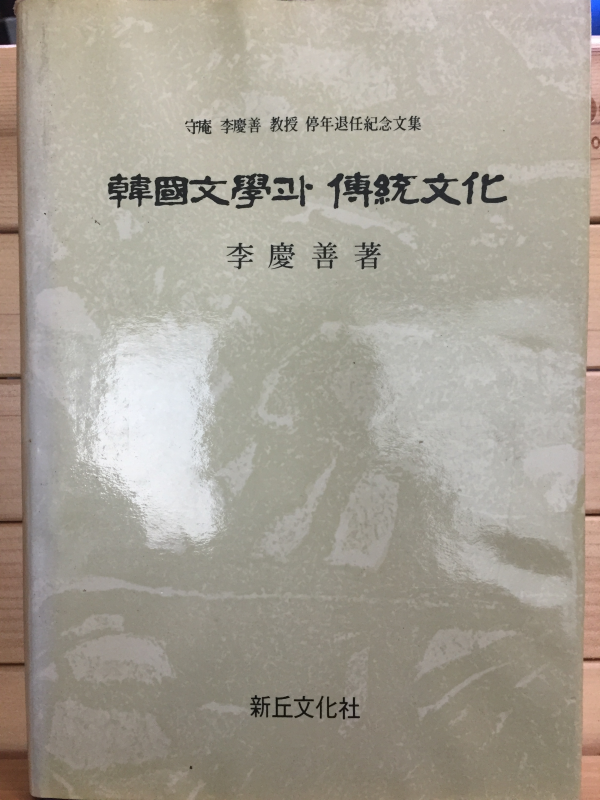 守庵 李慶善 教授 停年退任紀念文集
韓國文學과 傳統文化
李慶善著
新丘文化社